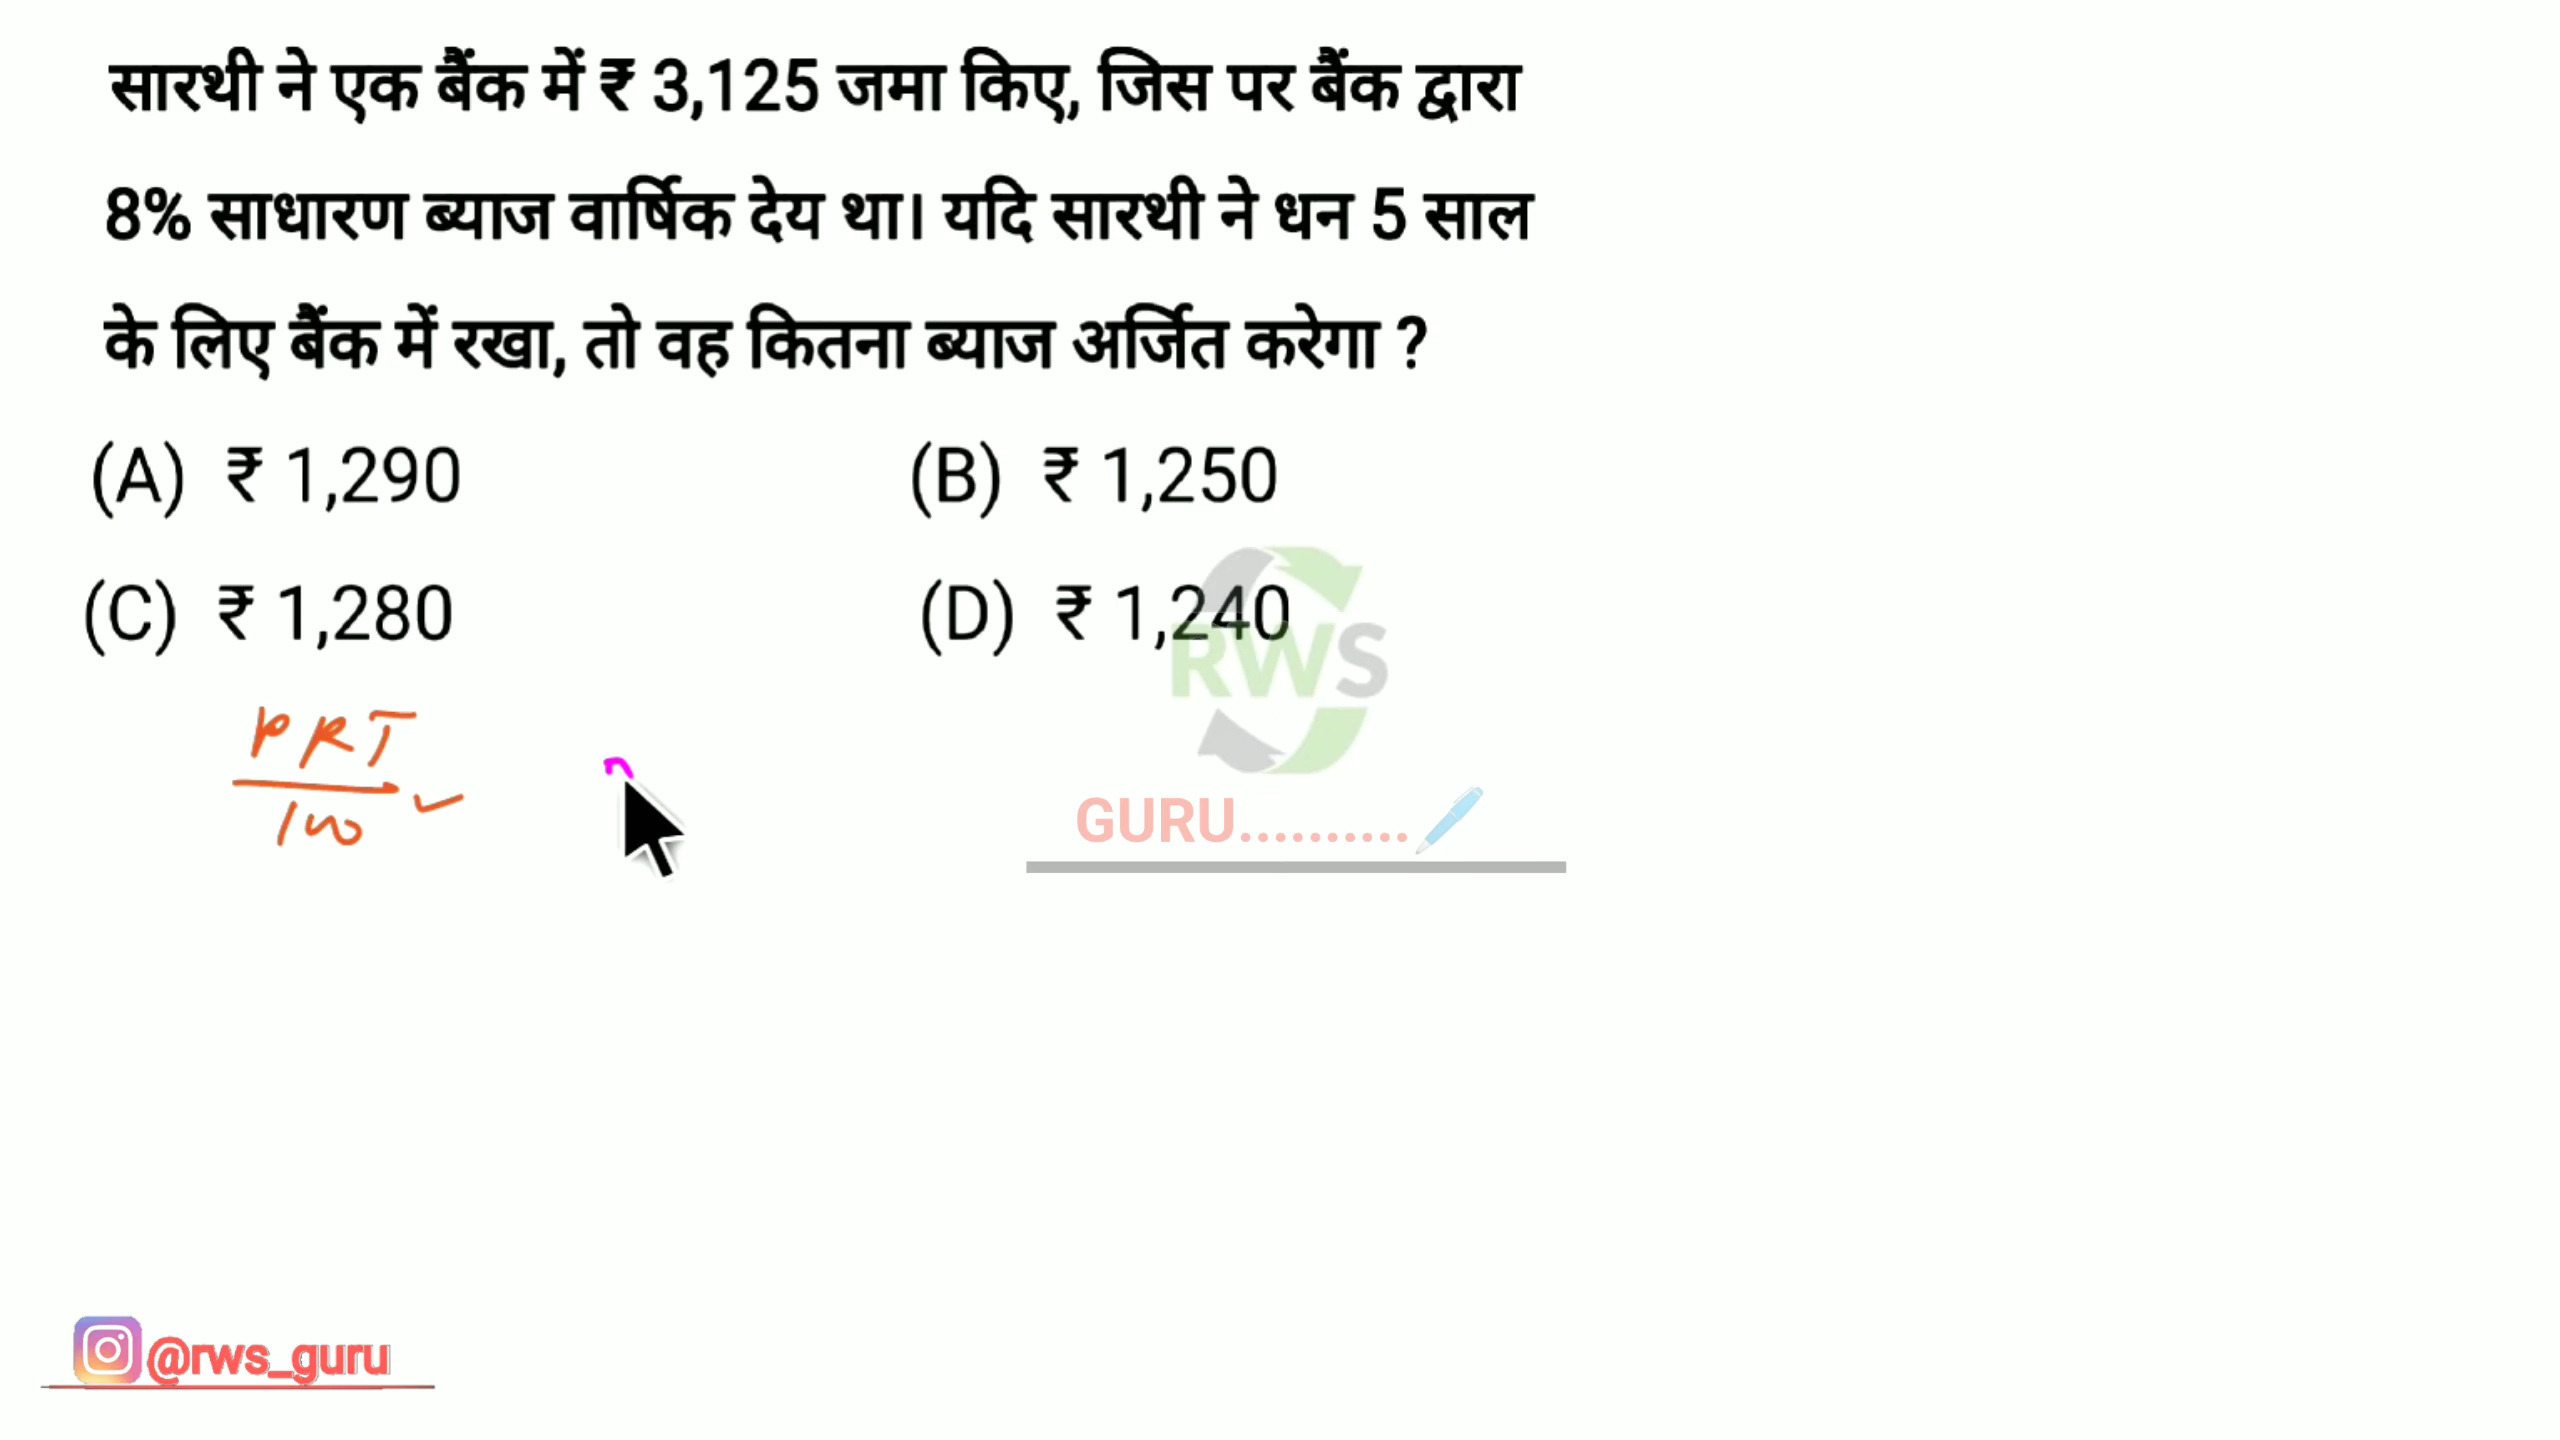 सारथी ने एक बैंक में ₹ 3,125 जमा किए, जिस पर बैंक द्वारा
8% साधारण ब्याज वार्षिक देय था। यदि सारथी ने धन 5 साल
के लिए बैंक में रखा, तो वह कितना ब्याज अर्जित करेगा ?
(A) ₹ 1,290 (B) ₹ 1,250
(C) ₹ 1,280 (D) ₹ 1,240
PRT
100
RWS
GURU..........
@rws_guru